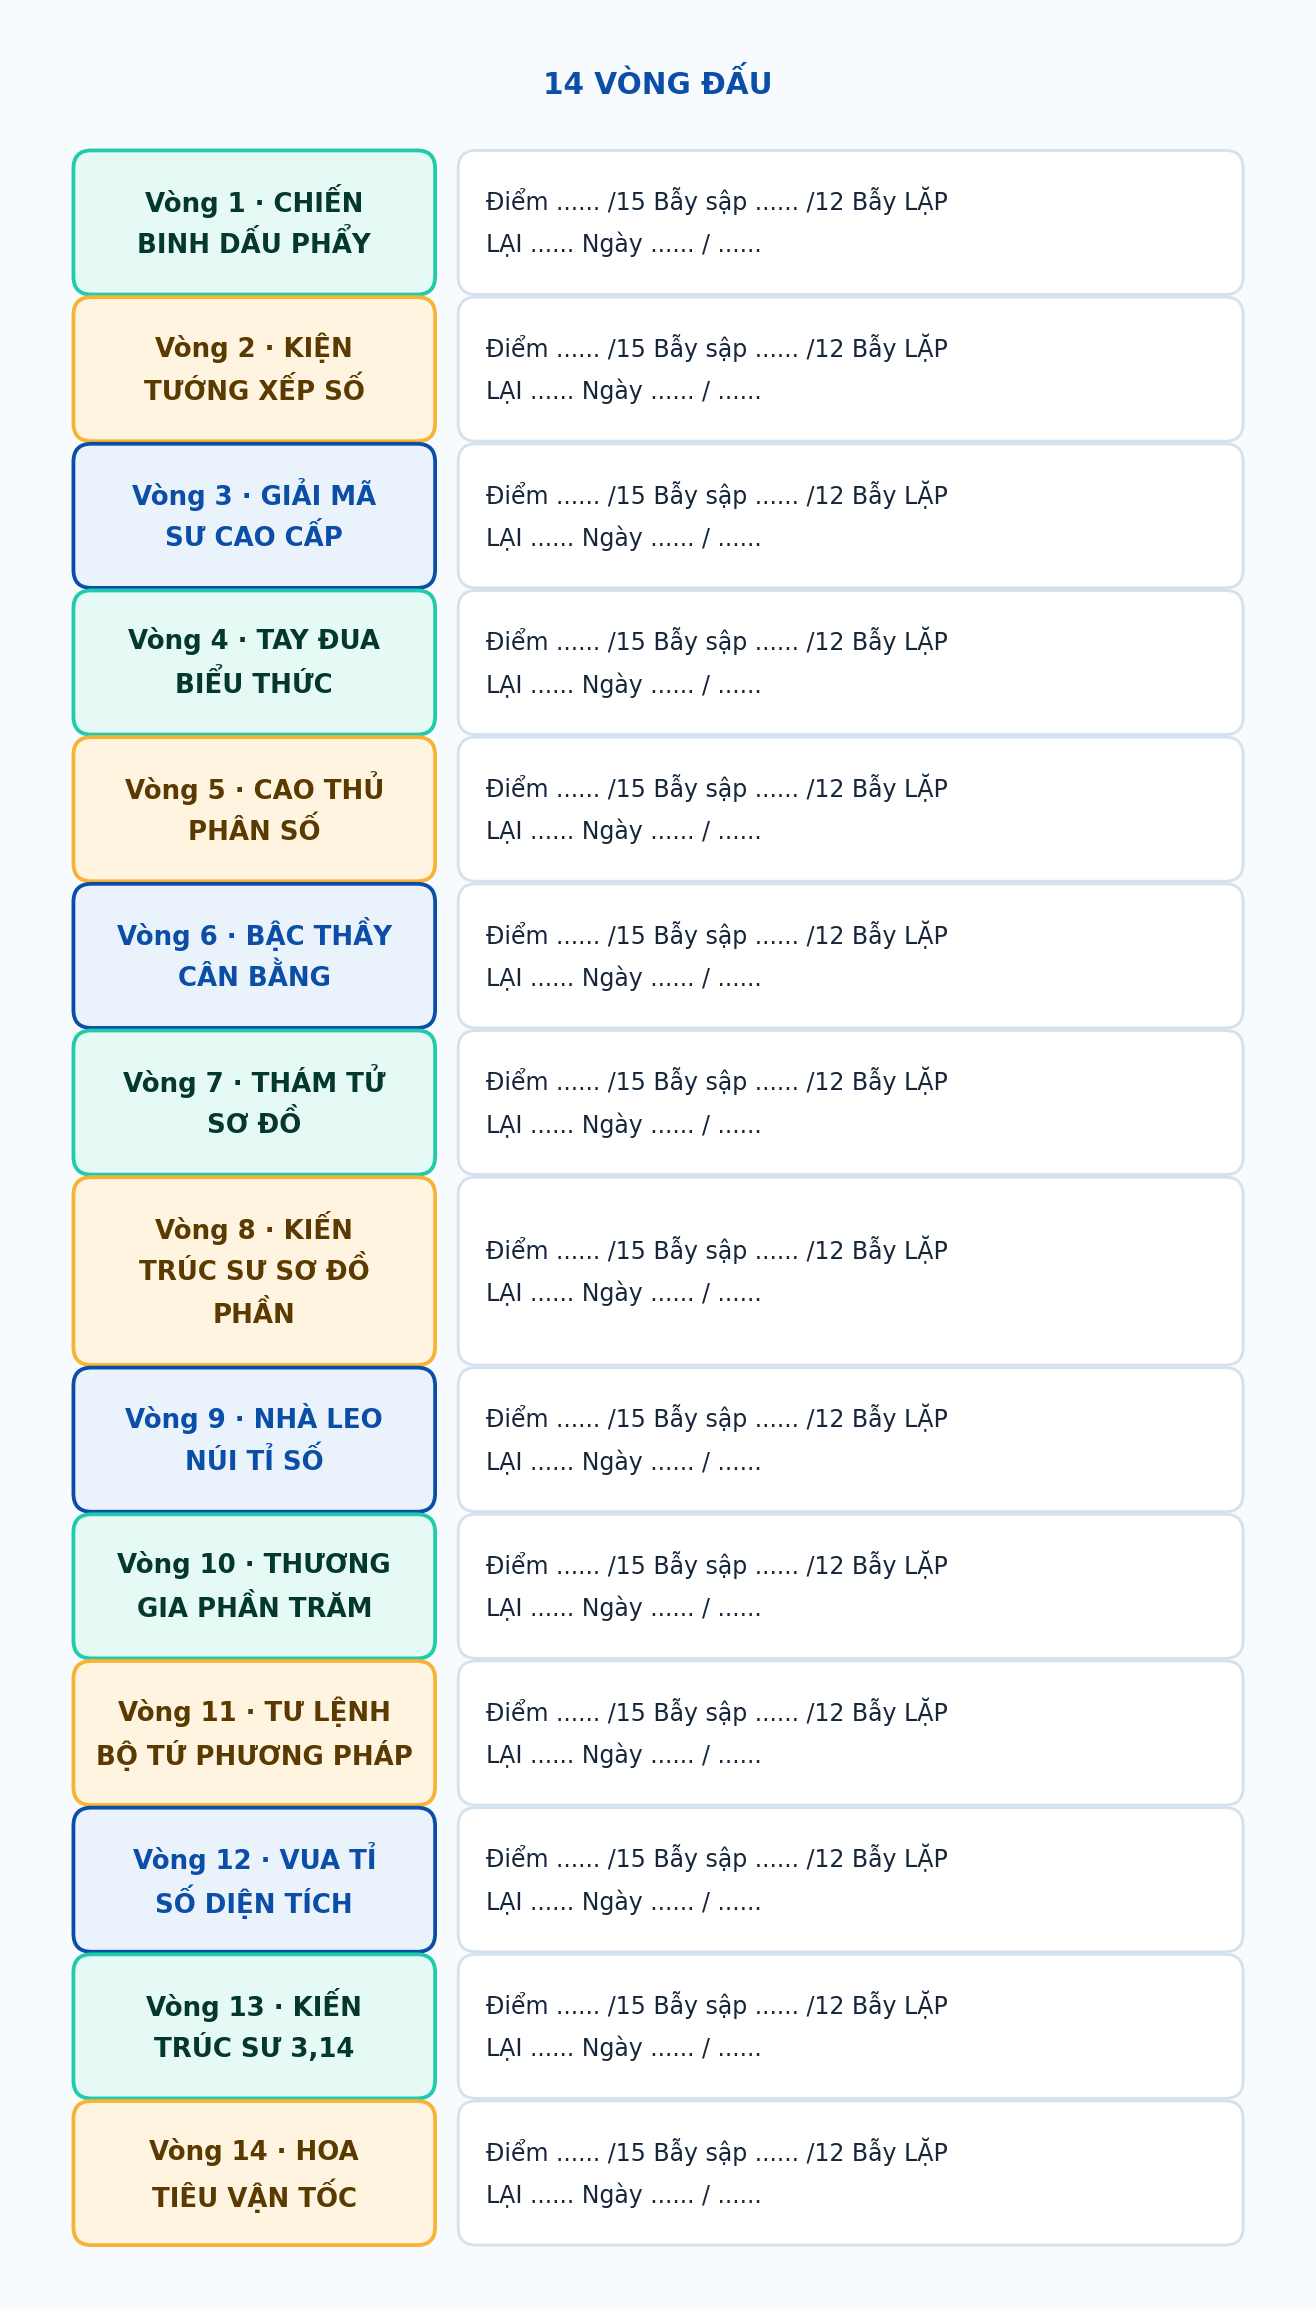 14 VÒNG ĐẤU
Vòng 1 · CHIẾN
BINH DẤU PHẨY
Điểm ...... /15 Bẫy sập ...... /12 Bẫy LẶP
LẠI ...... Ngày ...... / ......
Vòng 2 · KIỆN
TƯỚNG XẾP SỐ
Điểm ...... /15 Bẫy sập ...... /12 Bẫy LẶP
LẠI ...... Ngày ...... / ......
Vòng 3 · GIẢI MÃ
SƯ CAO CẤP
Điểm ...... /15 Bẫy sập ...... /12 Bẫy LẶP
LẠI ...... Ngày ...... / ......
Vòng 4 · TAY ĐUA
BIỂU THỨC
Điểm ...... /15 Bẫy sập ...... /12 Bẫy LẶP
LẠI ...... Ngày ...... / ......
Vòng 5 · CAO THỦ
PHÂN SỐ
Điểm ...... /15 Bẫy sập ...... /12 Bẫy LẶP
LẠI ...... Ngày ...... / ......
Vòng 6 · BẬC THẦY
CÂN BẰNG
Điểm ...... /15 Bẫy sập ...... /12 Bẫy LẶP
LẠI ...... Ngày ...... / ......
Vòng 7 · THÁM TỬ
SƠ ĐỒ
Điểm ...... /15 Bẫy sập ...... /12 Bẫy LẶP
LẠI ...... Ngày ...... / ......
Vòng 8 · KIẾN
TRÚC SƯ SƠ ĐỒ
PHẦN
Điểm ...... /15 Bẫy sập ...... /12 Bẫy LẶP
LẠI ...... Ngày ...... / ......
Vòng 9 · NHÀ LEO
NÚI TỈ SỐ
Điểm ...... /15 Bẫy sập ...... /12 Bẫy LẶP
LẠI ...... Ngày ...... / ......
Vòng 10 · THƯƠNG
GIA PHẦN TRĂM
Điểm ...... /15 Bẫy sập ...... /12 Bẫy LẶP
LẠI ...... Ngày ...... / ......
Vòng 11 · TƯ LỆNH
BỘ TỨ PHƯƠNG PHÁP
Điểm ...... /15 Bẫy sập ...... /12 Bẫy LẶP
LẠI ...... Ngày ...... / ......
Vòng 12 · VUA TỈ
SỐ DIỆN TÍCH
Điểm ...... /15 Bẫy sập ...... /12 Bẫy LẶP
LẠI ...... Ngày ...... / ......
Vòng 13 · KIẾN
TRÚC SƯ 3,14
Điểm ...... /15 Bẫy sập ...... /12 Bẫy LẶP
LẠI ...... Ngày ...... / ......
Vòng 14 · HOA
TIÊU VẬN TỐC
Điểm ...... /15 Bẫy sập ...... /12 Bẫy LẶP
LẠI ...... Ngày ...... / ......